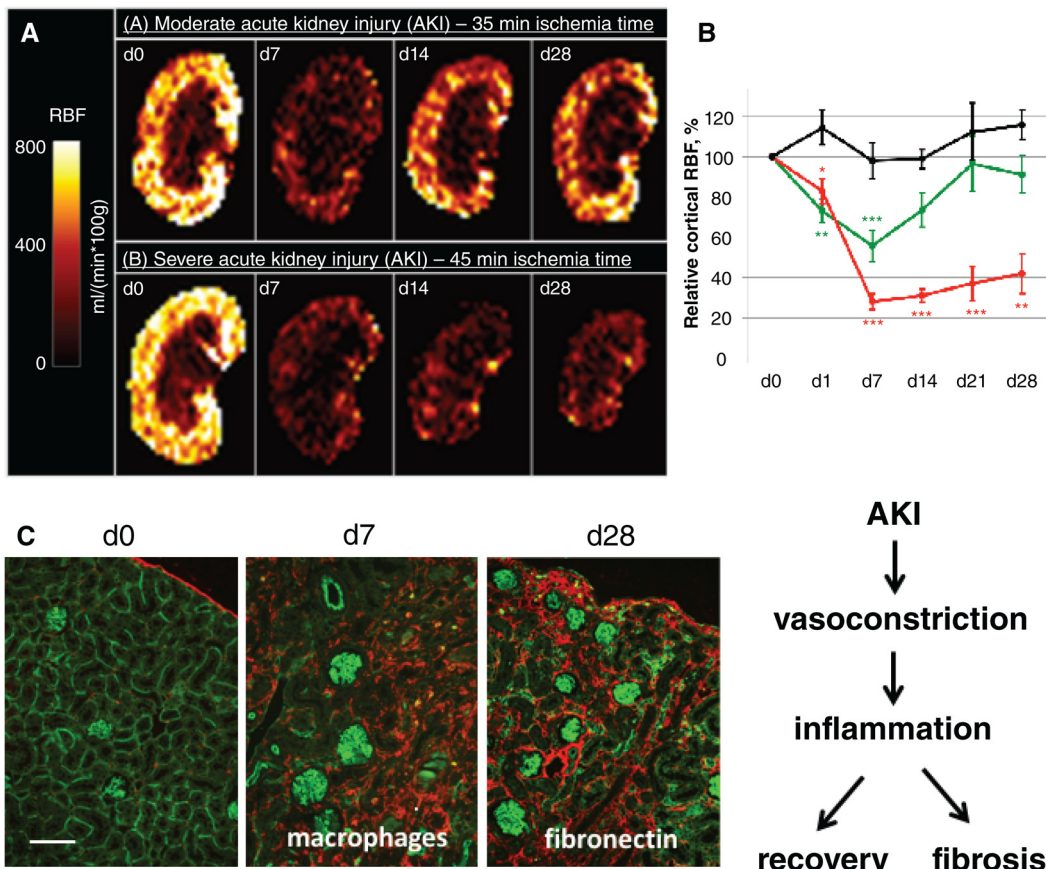 A
(A) Moderate acute kidney injury (AKI) – 35 min ischemia time
d0 d7 d14 d28
RBF
800
400
0
ml/(min*100g)
(B) Severe acute kidney injury (AKI) – 45 min ischemia time
d0 d7 d14 d28
B
Relative cortical RBF, %
120
100
80
60
40
20
0
*
**
***
***
***
***
**
d0 d1 d7 d14 d21 d28
C
d0 d7 d28
macrophages
fibronectin
AKI
vasoconstriction
inflammation
recovery fibrosis